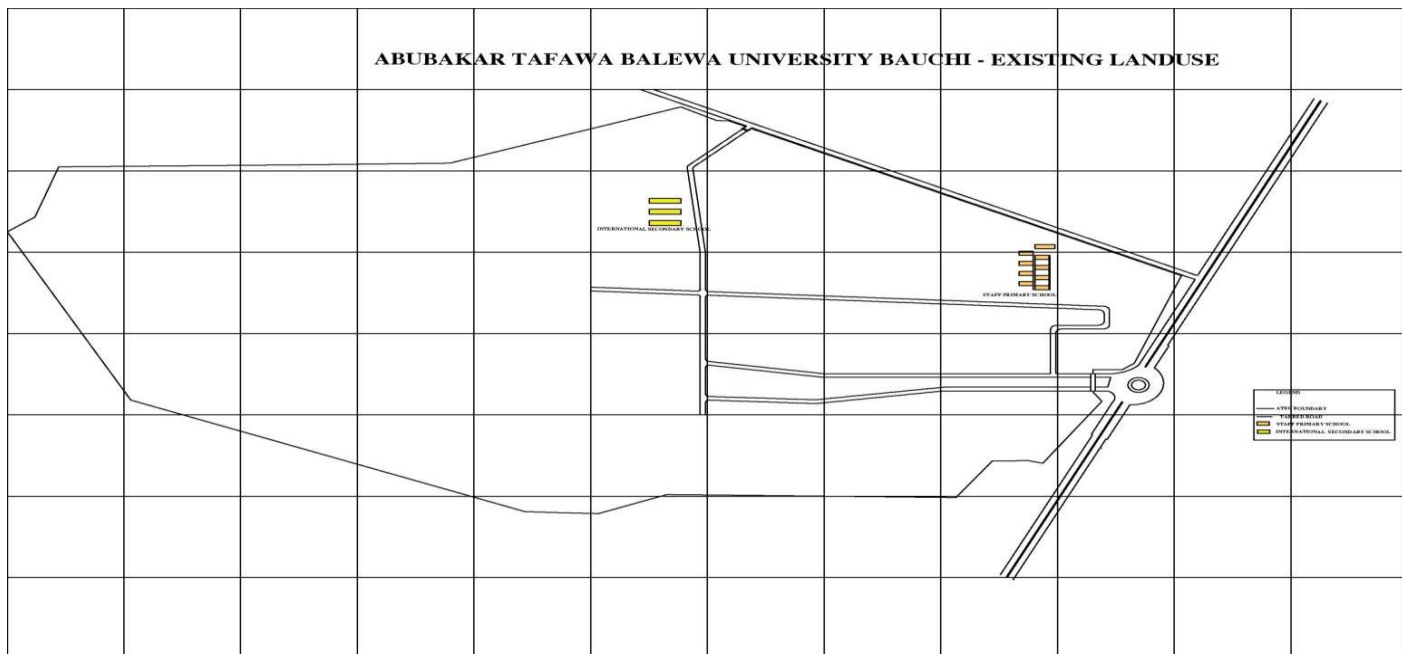 ABUBAKAR TAFAWA BALEWA UNIVERSITY BAUCHI - EXISTING LANDUSE
INTERNATIONAL SECONDARY SCHOOL
STAFF PRIMARY SCHOOL
LEGEND
ATBU BOUNDARY
TARRED ROAD
STAFF PRIMARY SCHOOL
INTERNATIONAL SECONDARY SCHOOL